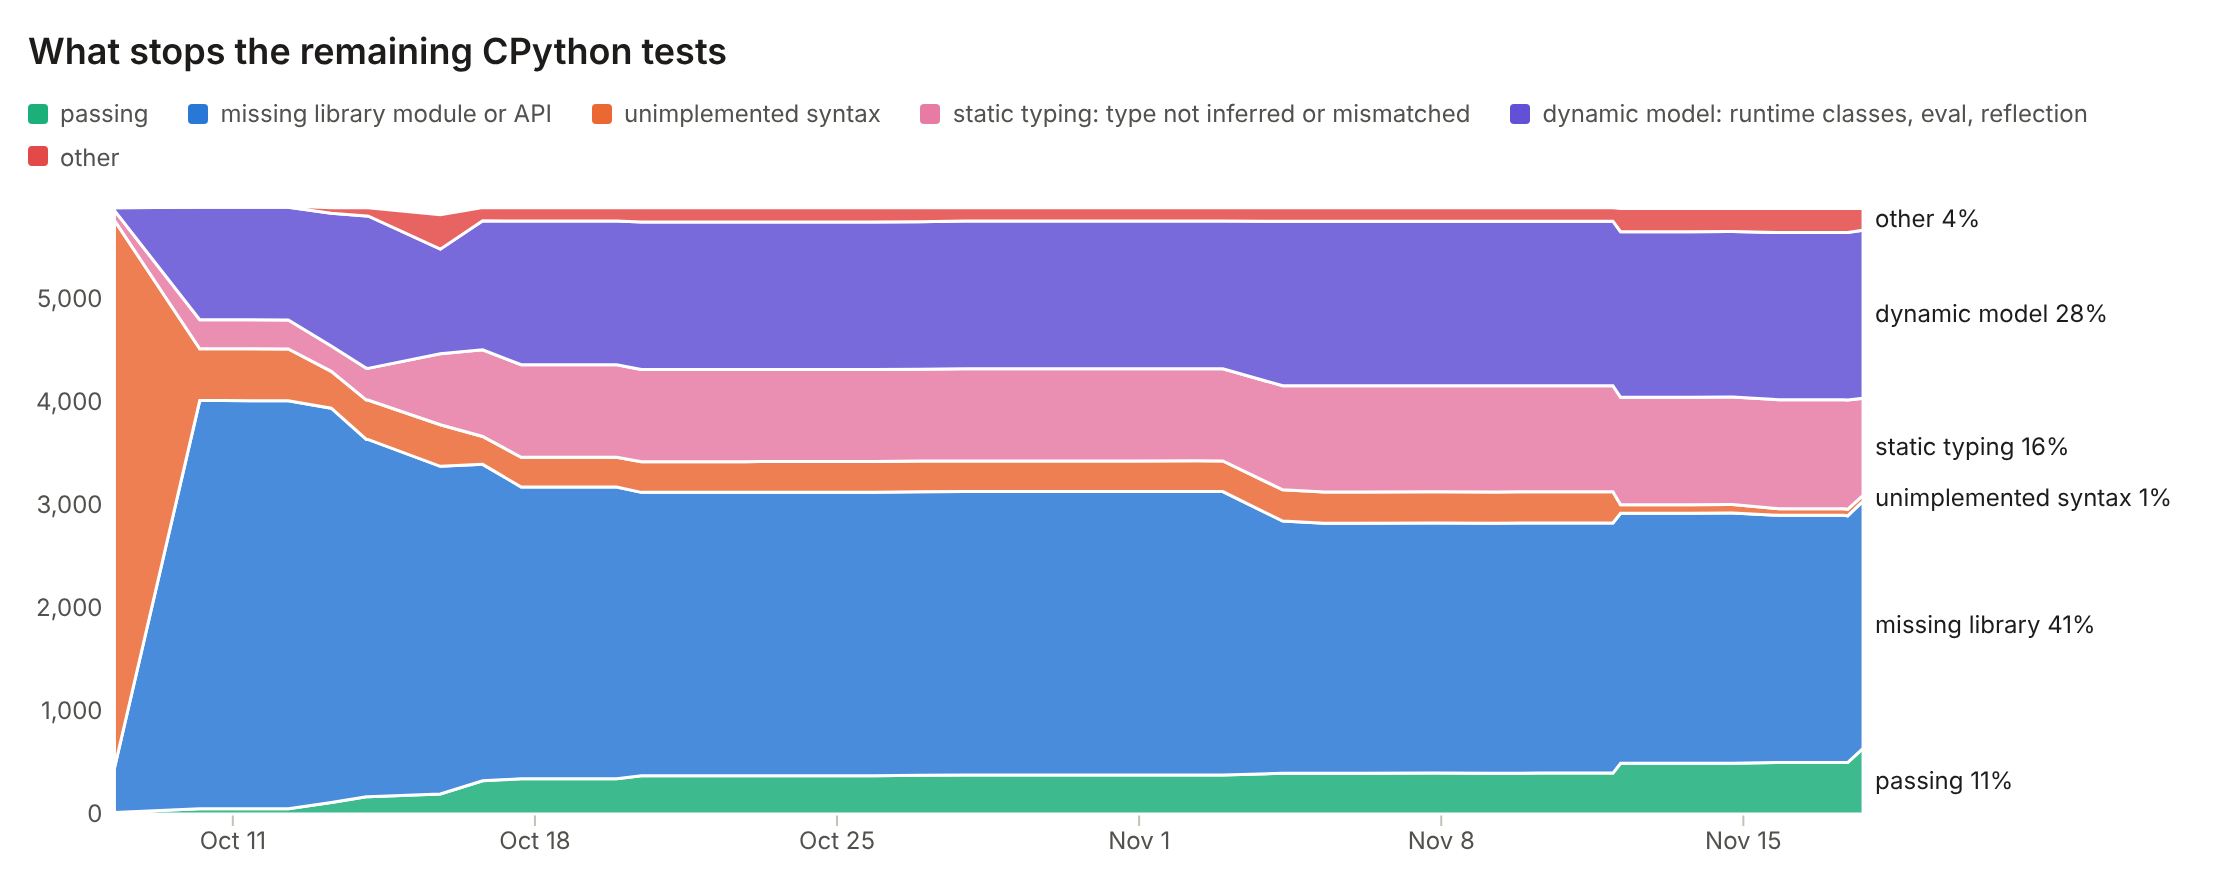 What stops the remaining CPython tests
passing
missing library module or API
unimplemented syntax
static typing: type not inferred or mismatched
dynamic model: runtime classes, eval, reflection
other
other 4%
dynamic model 28%
static typing 16%
unimplemented syntax 1%
missing library 41%
passing 11%
5,000
4,000
3,000
2,000
1,000
0
Oct 11
Oct 18
Oct 25
Nov 1
Nov 8
Nov 15